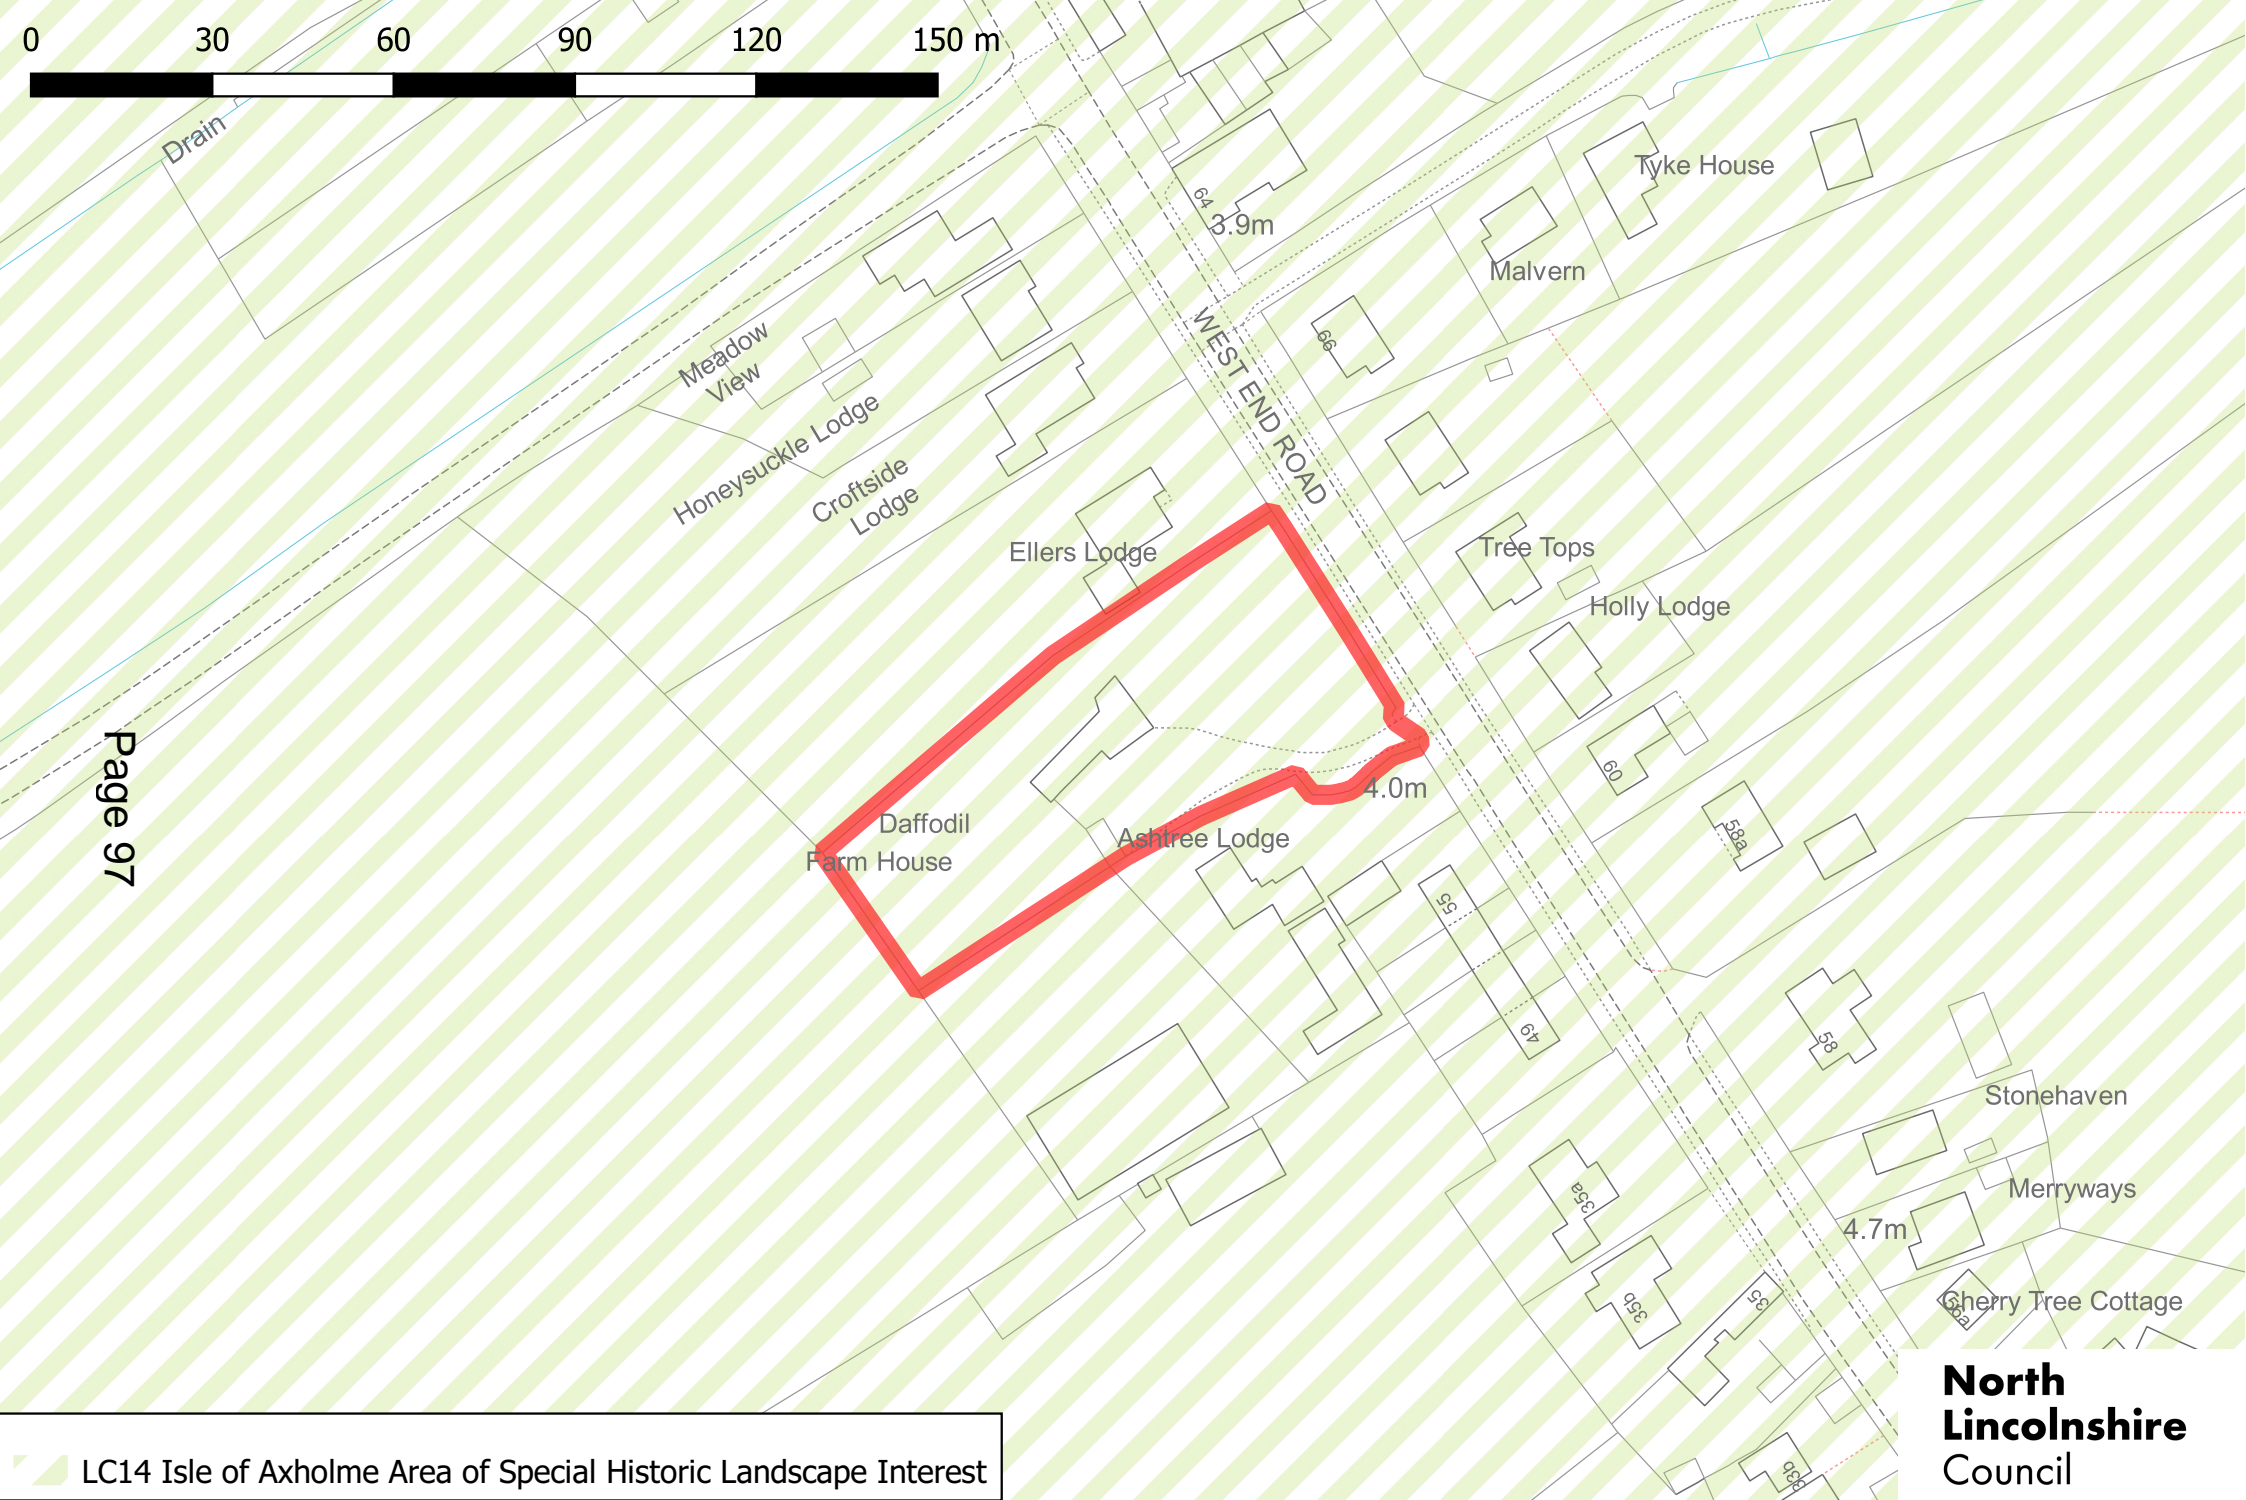 0 30 60 90 120 150 m
Drain
Tyke House
64
3.9m
Malvern
Meadow
View
66
WEST END ROAD
Honeysuckle Lodge
Croftside
Lodge
Ellers Lodge
Tree Tops
Holly Lodge
60
4.0m
Page 97
Daffodil
Farm House
Ashtree Lodge
58a
55
49
58
Stonehaven
35a
Merryways
4.7m
35b
35
Cherry Tree Cottage
56a
33b
North
Lincolnshire
Council
LC14 Isle of Axholme Area of Special Historic Landscape Interest